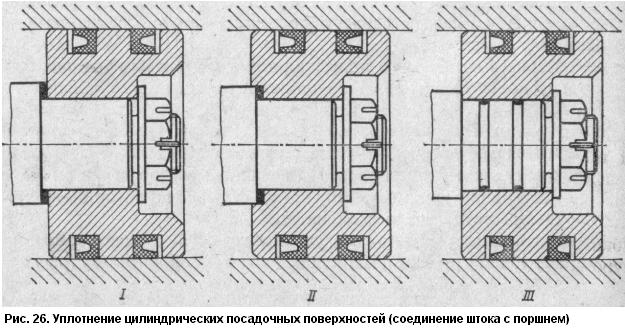 I II III
Рис. 26. Уплотнение цилиндрических посадочных поверхностей (соединение штока с поршнем)